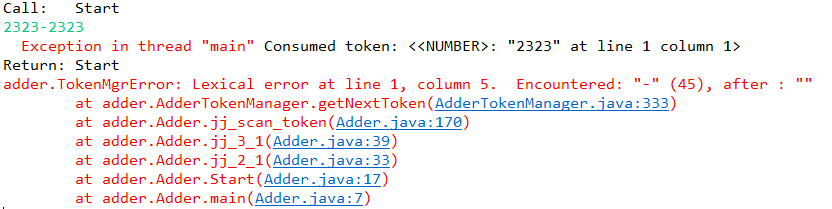 Call:   Start
2323-2323
  Exception in thread "main" Consumed token: <<NUMBER>: "2323" at line 1 column 1>
Return: Start
adder.TokenMgrError: Lexical error at line 1, column 5.  Encountered: "-" (45), after : ""
        at adder.AdderTokenManager.getNextToken(AdderTokenManager.java:333)
        at adder.Adder.jj_scan_token(Adder.java:170)
        at adder.Adder.jj_3_1(Adder.java:39)
        at adder.Adder.jj_2_1(Adder.java:33)
        at adder.Adder.Start(Adder.java:17)
        at adder.Adder.main(Adder.java:7)